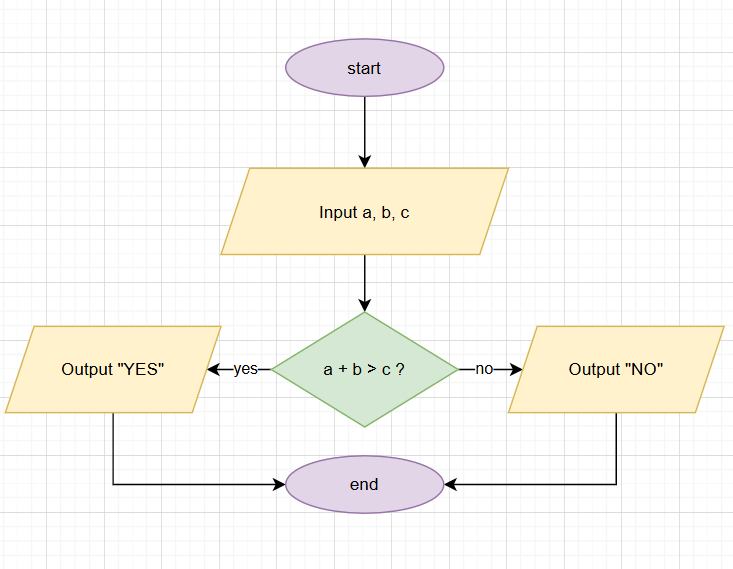 start
Input a, b, c
Output "YES"
yes
a + b > c ?
no
Output "NO"
end